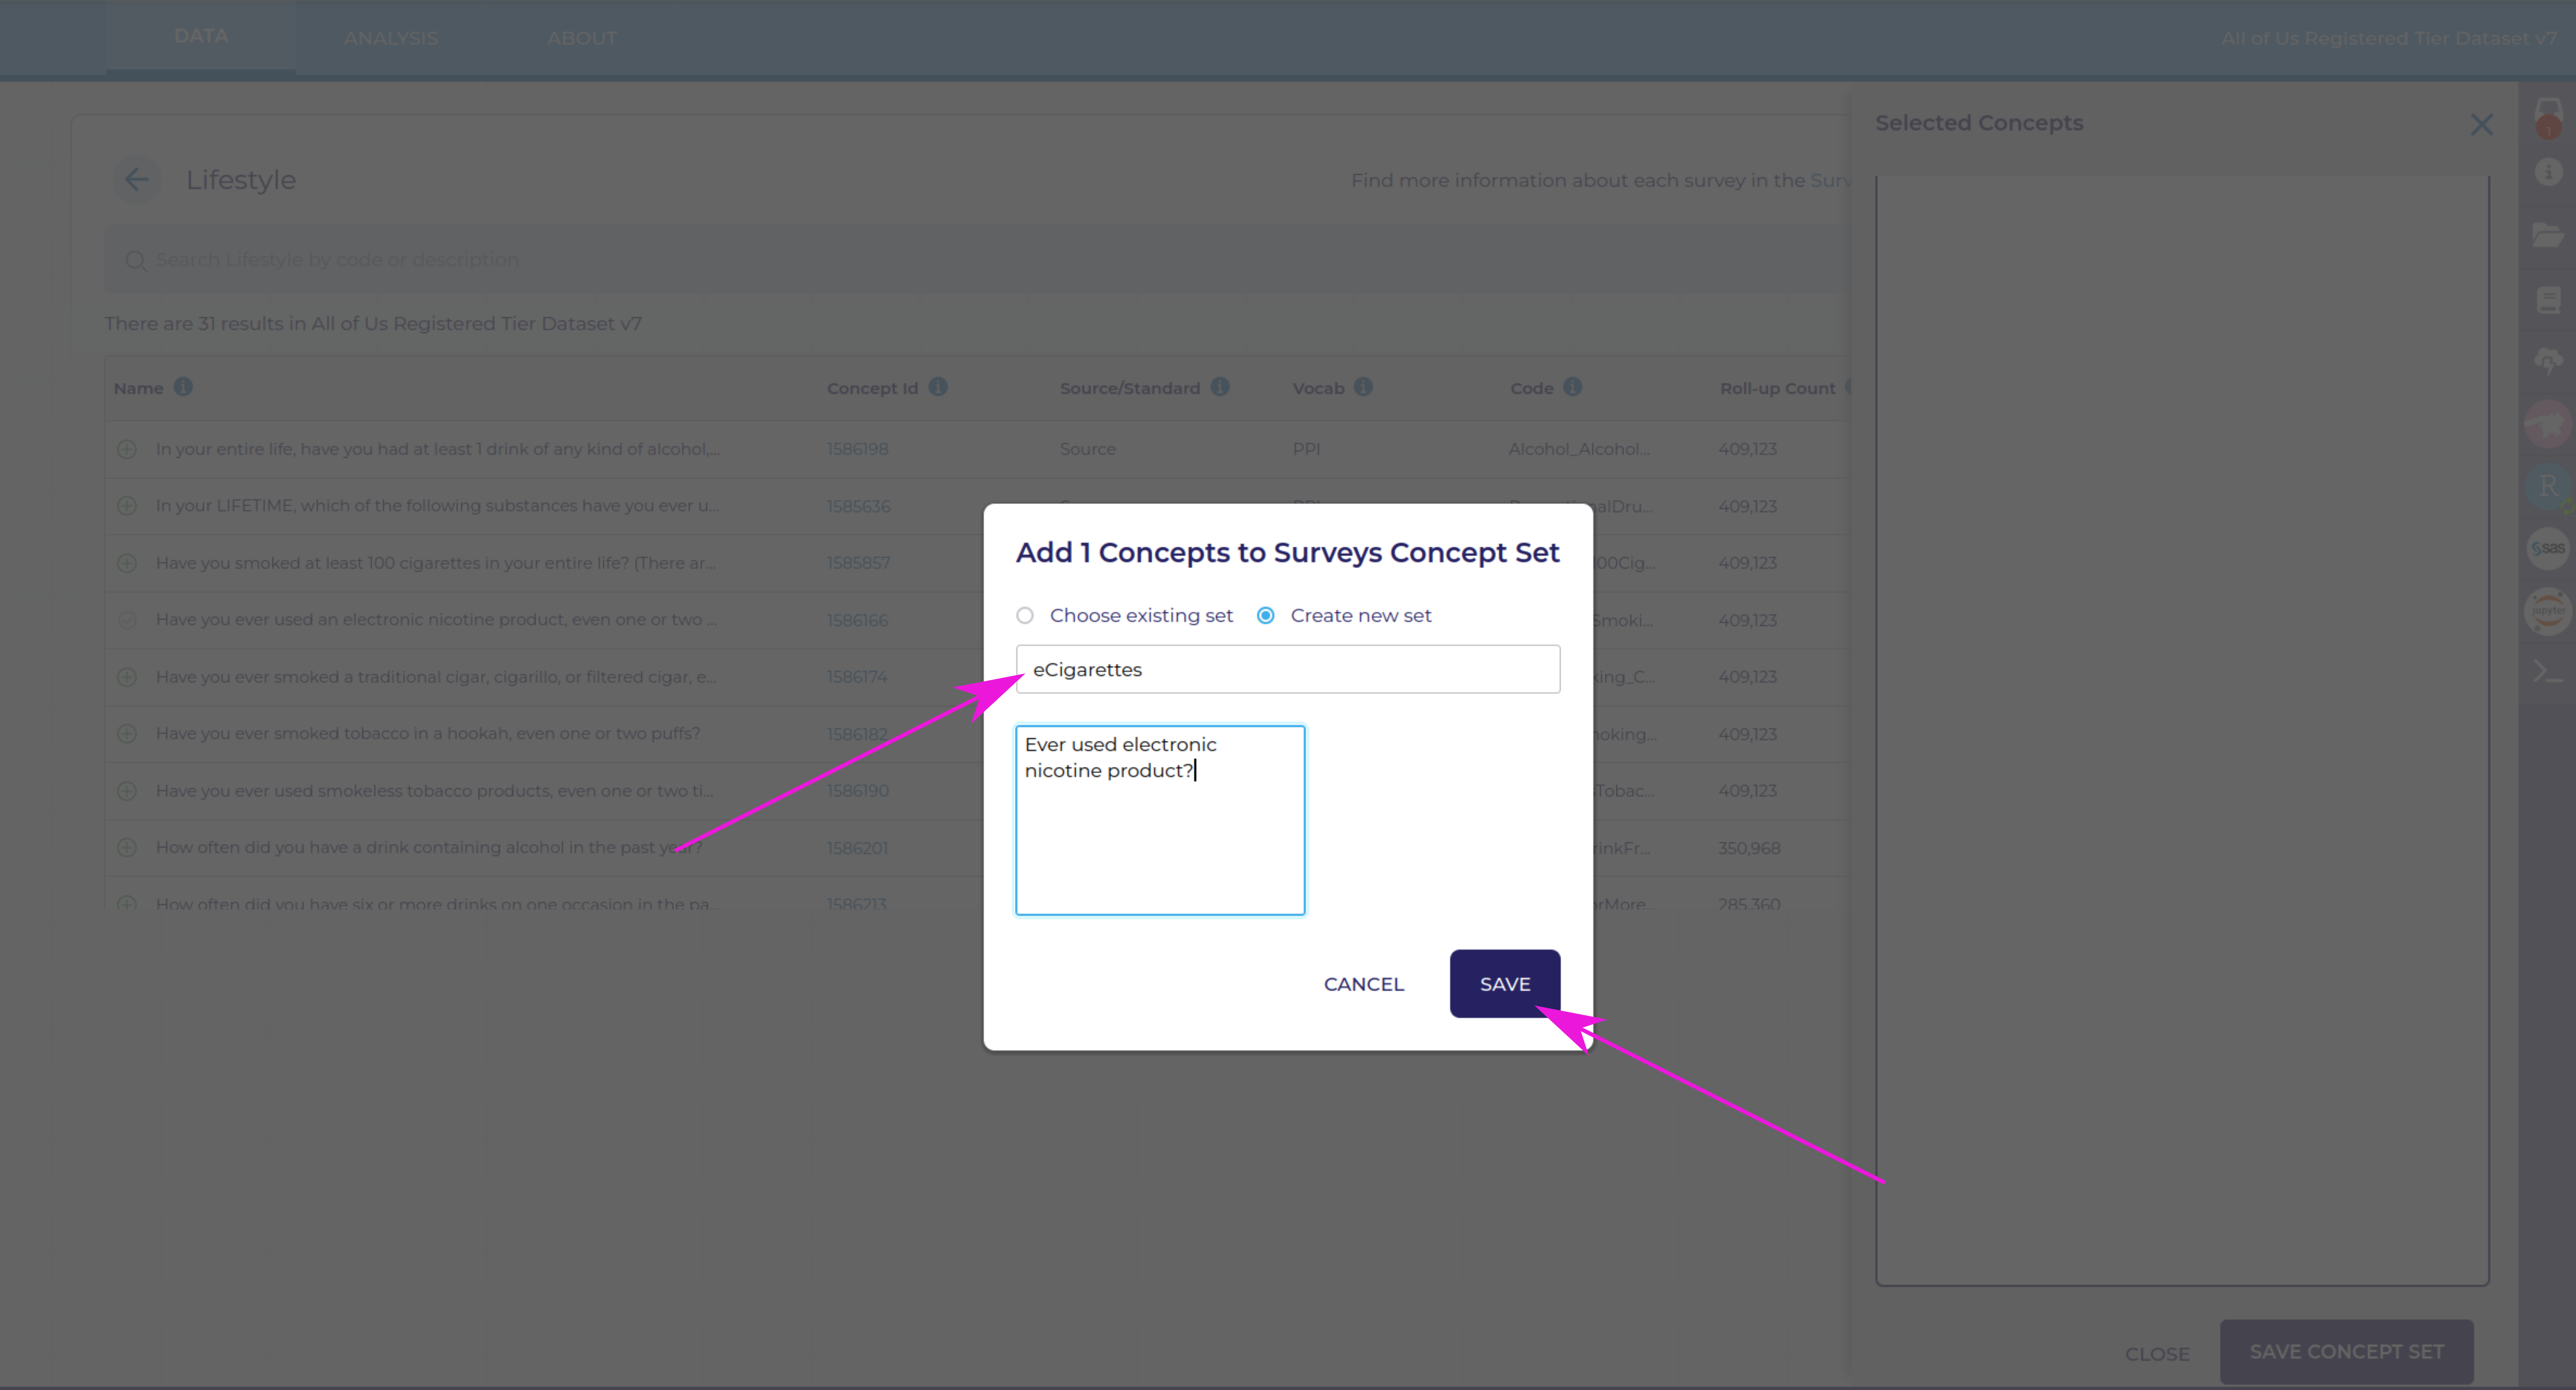 DATA
ANALYSIS
ABOUT
All of Us Registered Tier Dataset v7
Lifestyle
Find more information about each survey in the Surv
Search Lifestyle by code or description
There are 31 results in All of Us Registered Tier Dataset v7
Name Concept Id Source/Standard Vocab Code Roll-up Count
In your entire life, have you had at least 1 drink of any kind of alcohol,... 1586198 Source PPI Alcohol_Alcohol... 409,123
In your LIFETIME, which of the following substances have you ever u... 1585636 alDru... 409,123
Have you smoked at least 100 cigarettes in your entire life? (There ar... 1585857 00Cig... 409,123
Have you ever used an electronic nicotine product, even one or two ... 1586166 Smoki... 409,123
Have you ever smoked a traditional cigar, cigarillo, or filtered cigar, e... 1586174 king_C... 409,123
Have you ever smoked tobacco in a hookah, even one or two puffs? 1586182 noking... 409,123
Have you ever used smokeless tobacco products, even one or two ti... 1586190 Tobac... 409,123
How often did you have a drink containing alcohol in the past year? 1586201 rinkFr... 350,968
How often did you have six or more drinks on one occasion in the pa... 1586213 orMore... 285,360
Add 1 Concepts to Surveys Concept Set
Choose existing set Create new set
eCigarettes
Ever used electronic
nicotine product?
CANCEL SAVE
Selected Concepts
CLOSE SAVE CONCEPT SET
1
R
sas
jupyter